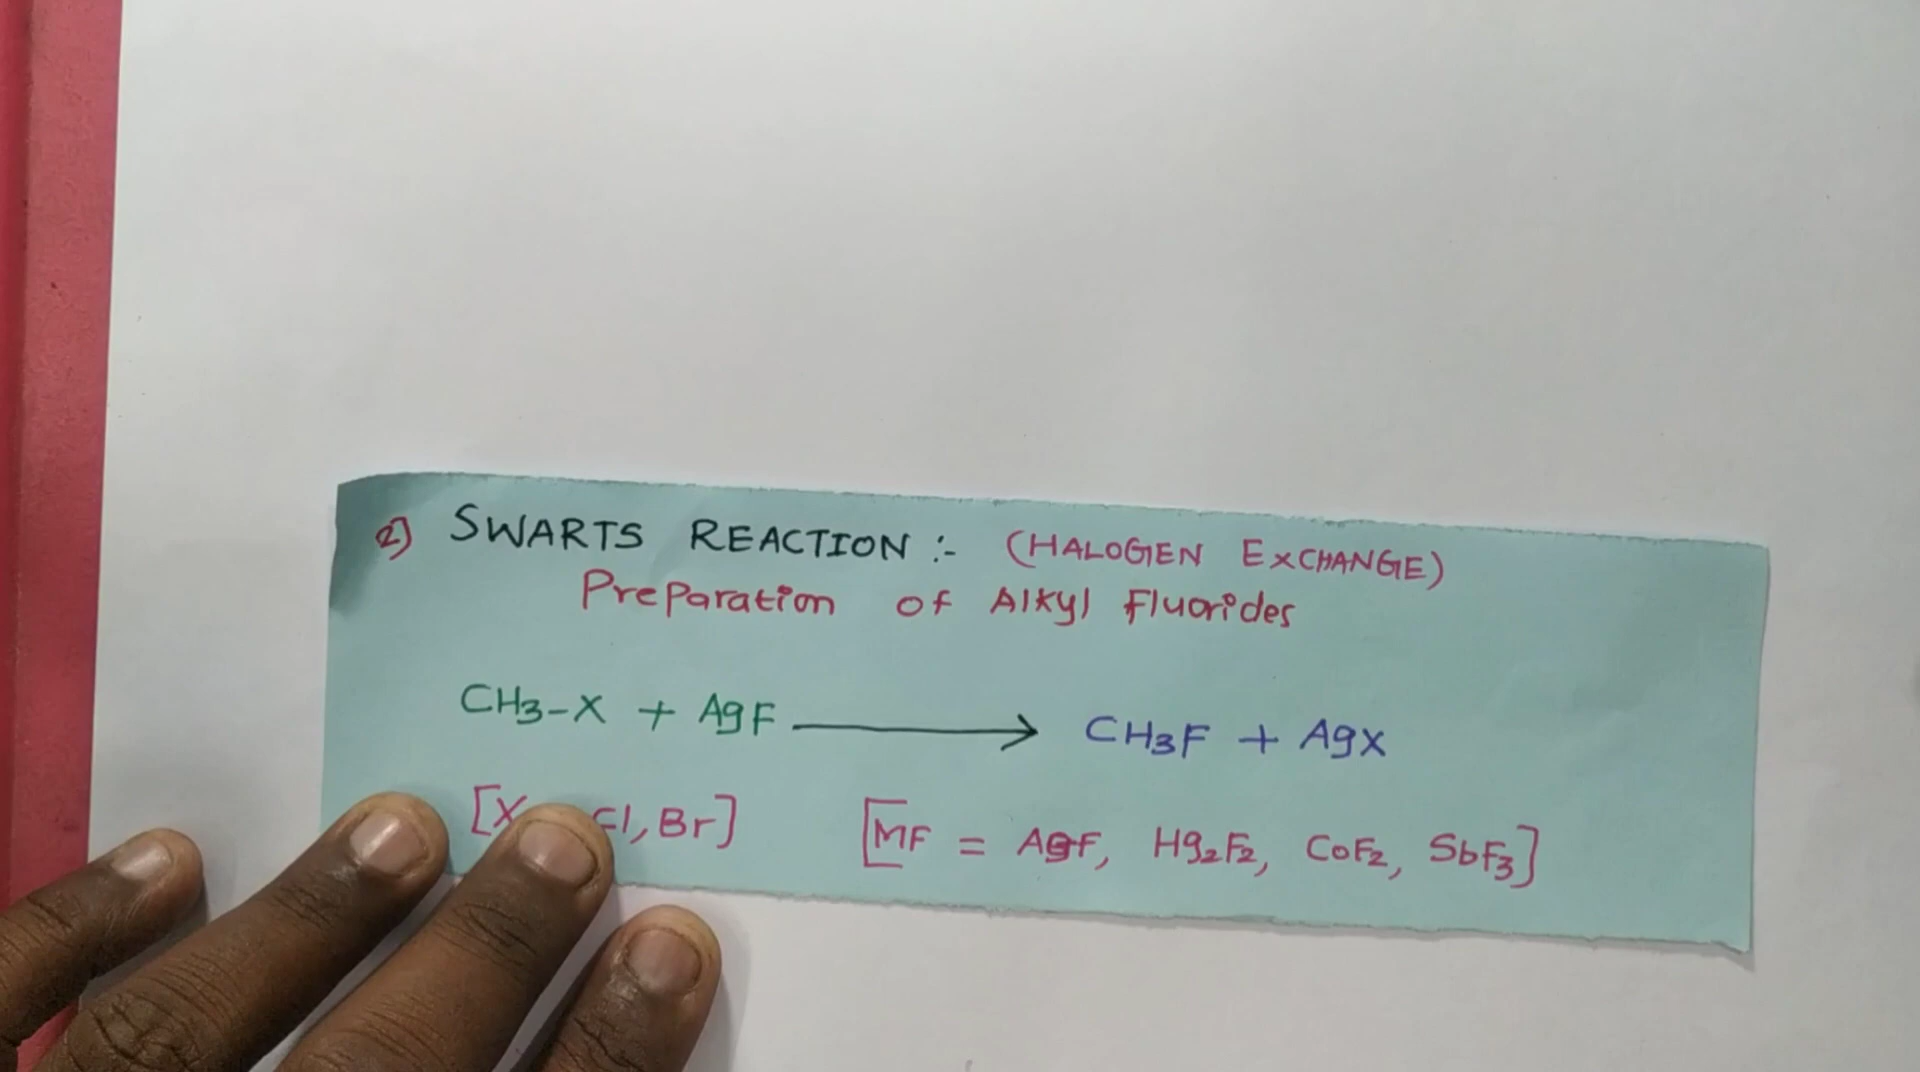 2) SWARTS REACTION :- (HALOGEN EXCHANGE)
Preparation of Alkyl Fluorides
CH3-X + AgF ⟶ CH3F + AgX
[X Cl, Br] [MF = AgF, Hg2F2, CoF2, SbF3]